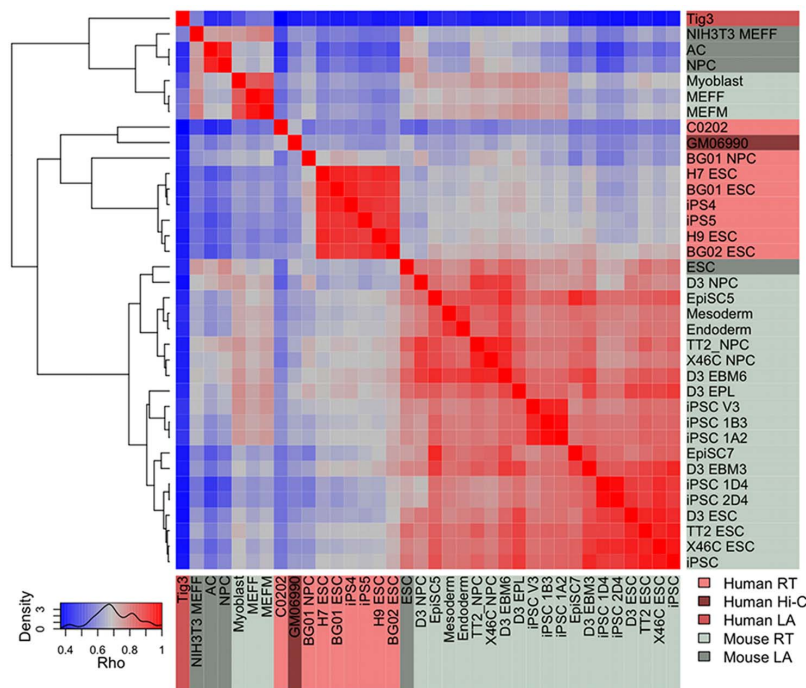 Tig3
NIH3T3 MEFF
AC
NPC
Myoblast
MEFF
MEFM
C0202
GM06990
BG01 NPC
H7 ESC
BG01 ESC
iPS4
iPS5
H9 ESC
BG02 ESC
ESC
D3 NPC
EpiSC5
Mesoderm
Endoderm
TT2_NPC
X46C NPC
D3 EBM6
D3 EPL
iPSC V3
iPSC 1B3
iPSC 1A2
EpiSC7
D3 EBM3
iPSC 1D4
iPSC 2D4
D3 ESC
TT2 ESC
X46C ESC
iPSC
Tig3
NIH3T3 MEFF
AC
NPC
Myoblast
MEFF
MEFM
C0202
GM06990
BG01 NPC
H7 ESC
BG01 ESC
iPS4
iPS5
H9 ESC
BG02 ESC
ESC
D3 NPC
EpiSC5
Mesoderm
Endoderm
TT2_NPC
X46C NPC
D3 EBM6
D3 EPL
iPSC V3
iPSC 1B3
iPSC 1A2
EpiSC7
D3 EBM3
iPSC 1D4
iPSC 2D4
D3 ESC
TT2 ESC
X46C ESC
iPSC
Density
0 3
0.4 0.6 0.8 1
Rho
Human RT
Human Hi-C
Human LA
Mouse RT
Mouse LA